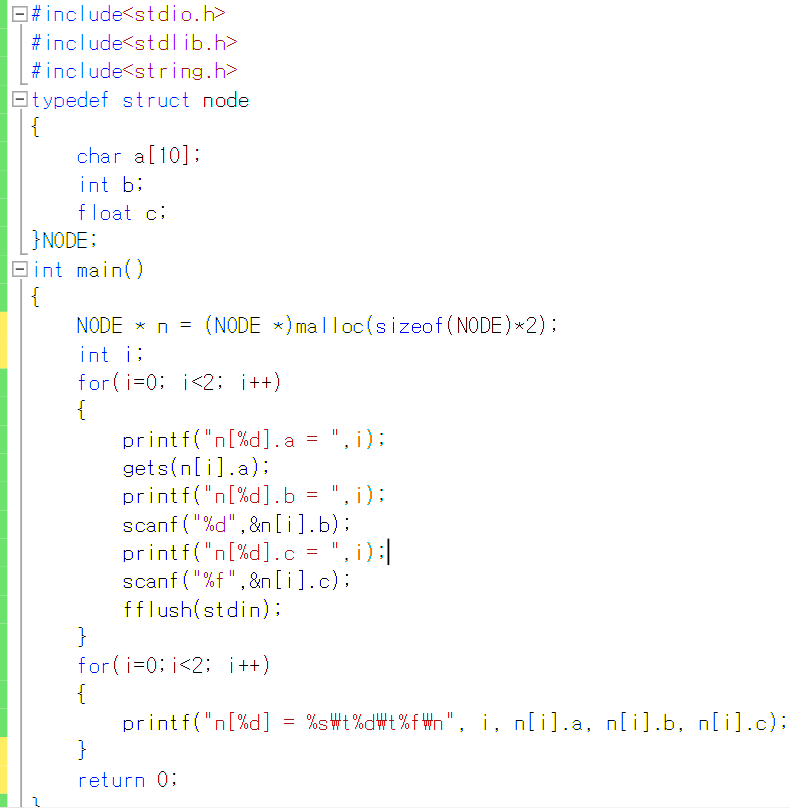 #include<stdio.h>
#include<stdlib.h>
#include<string.h>
typedef struct node
{
    char a[10];
    int b;
    float c;
}NODE;
int main()
{
    NODE * n = (NODE *)malloc(sizeof(NODE)*2);
    int i;
    for(i=0; i<2; i++)
    {
        printf("n[%d].a = ",i);
        gets(n[i].a);
        printf("n[%d].b = ",i);
        scanf("%d",&n[i].b);
        printf("n[%d].c = ",i);
        scanf("%f",&n[i].c);
        fflush(stdin);
    }
    for(i=0;i<2; i++)
    {
        printf("n[%d] = %s₩t%d₩t%f₩n", i, n[i].a, n[i].b, n[i].c);
    }
    return 0;
}